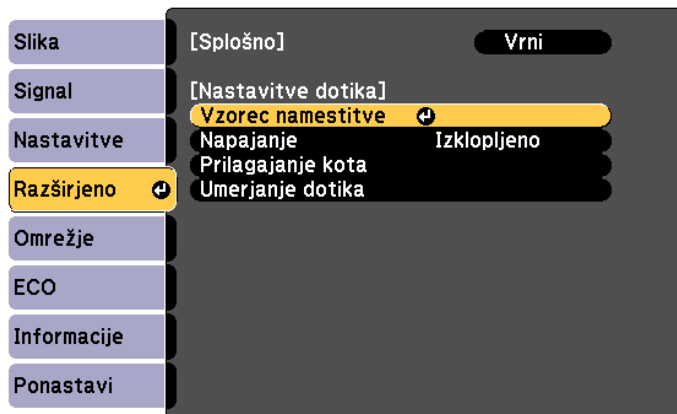 Slika
Signal
Nastavitve
Razširjeno
Omrežje
ECO
Informacije
Ponastavi
[Splošno] Vrni
[Nastavitve dotika]
Vzorec namestitve
Napajanje Izklopljeno
Prilagajanje kota
Umerjanje dotika